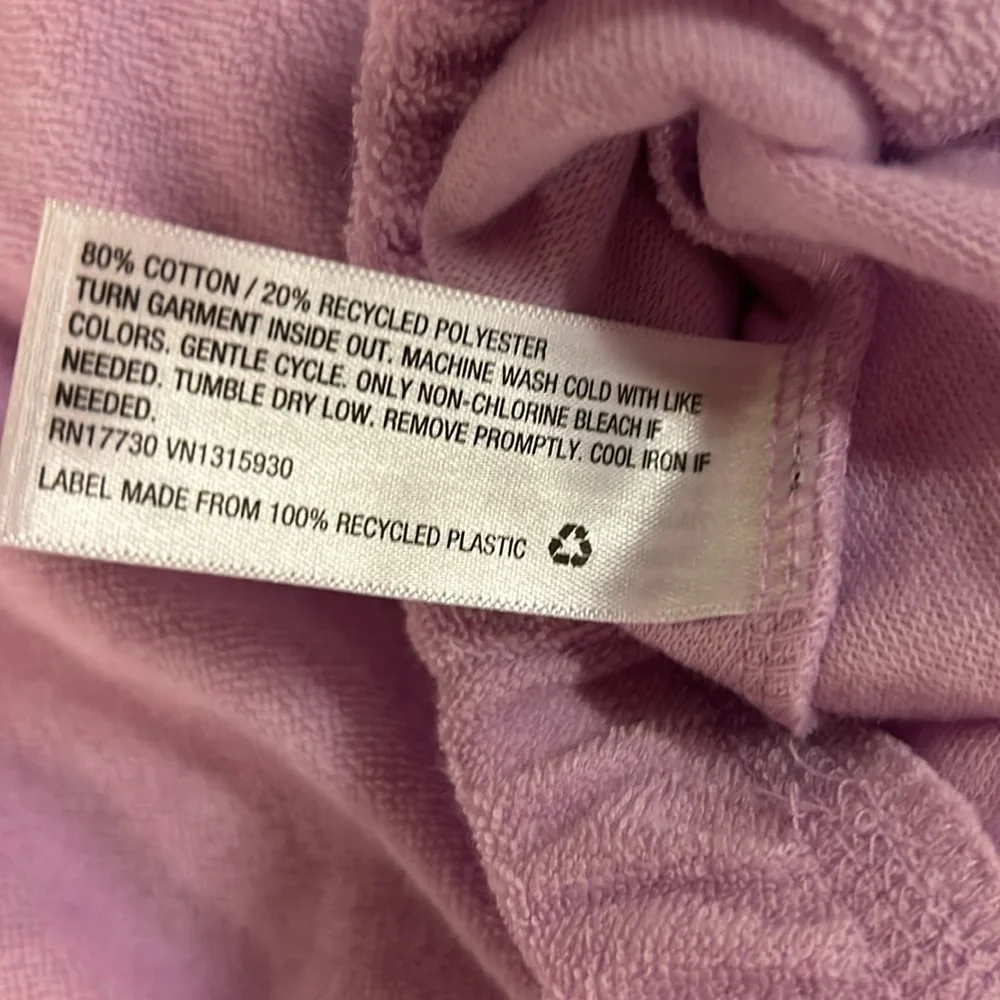 80% COTTON / 20% RECYCLED POLYESTER
TURN GARMENT INSIDE OUT. MACHINE WASH COLD WITH LIKE
COLORS. GENTLE CYCLE. ONLY NON-CHLORINE BLEACH IF
NEEDED. TUMBLE DRY LOW. REMOVE PROMPTLY. COOL IRON IF
NEEDED.
RN17730 VN1315930
LABEL MADE FROM 100% RECYCLED PLASTIC